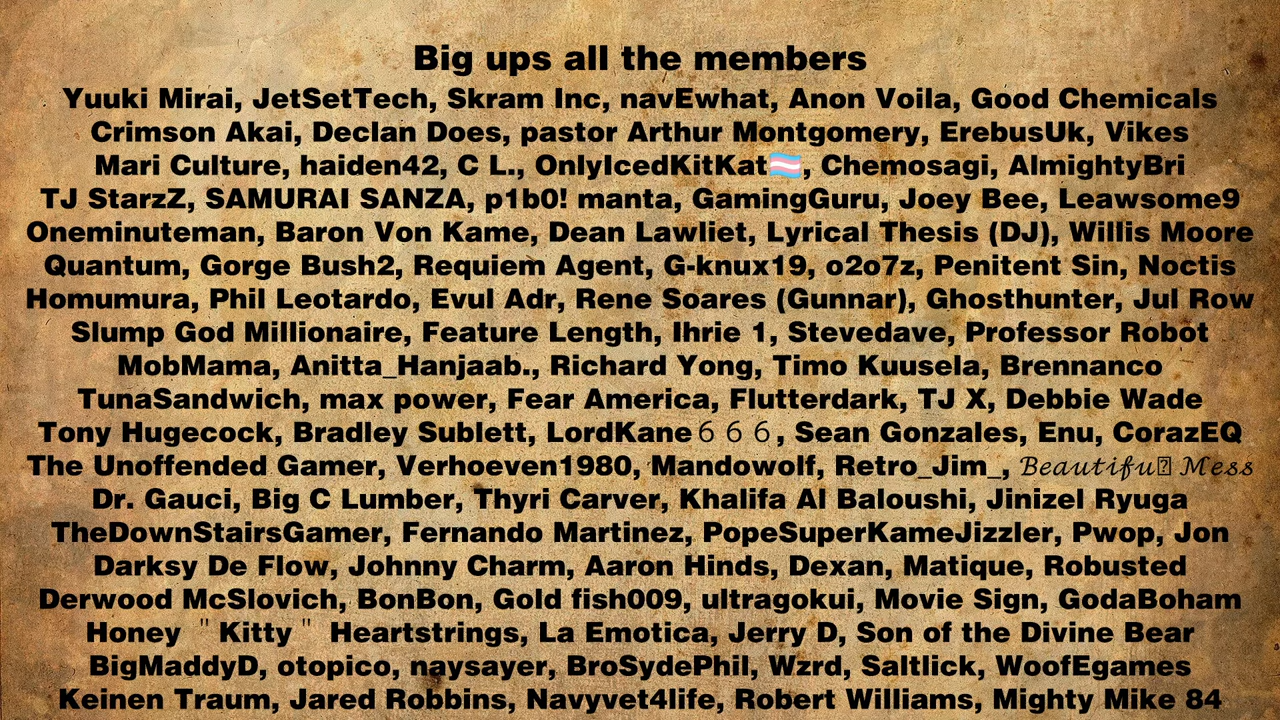 Big ups all the members
Yuuki Mirai, JetSetTech, Skram Inc, navEwhat, Anon Voila, Good Chemicals
Crimson Akai, Declan Does, pastor Arthur Montgomery, ErebusUk, Vikes
Mari Culture, haiden42, C L., OnlyIcedKitKat🏳️‍⚧️, Chemosagi, AlmightyBri
TJ StarzZ, SAMURAI SANZA, p1b0! manta, GamingGuru, Joey Bee, Leawsome9
Oneminuteman, Baron Von Kame, Dean Lawliet, Lyrical Thesis (DJ), Willis Moore
Quantum, Gorge Bush2, Requiem Agent, G-knux19, o2o7z, Penitent Sin, Noctis
Homumura, Phil Leotardo, Evul Adr, Rene Soares (Gunnar), Ghosthunter, Jul Row
Slump God Millionaire, Feature Length, Ihrie 1, Stevedave, Professor Robot
MobMama, Anitta_Hanjaab., Richard Yong, Timo Kuusela, Brennanco
TunaSandwich, max power, Fear America, Flutterdark, TJ X, Debbie Wade
Tony Hugecock, Bradley Sublett, LordKane６６６, Sean Gonzales, Enu, CorazEQ
The Unoffended Gamer, Verhoeven1980, Mandowolf, Retro_Jim_, 𝓑𝓮𝓪𝓾𝓽𝓲𝓯𝓾 𝓜𝓮𝓼𝓼
Dr. Gauci, Big C Lumber, Thyri Carver, Khalifa Al Baloushi, Jinizel Ryuga
TheDownStairsGamer, Fernando Martinez, PopeSuperKameJizzler, Pwop, Jon
Darksy De Flow, Johnny Charm, Aaron Hinds, Dexan, Matique, Robusted
Derwood McSlovich, BonBon, Gold fish009, ultragokui, Movie Sign, GodaBoham
Honey ＂Kitty＂ Heartstrings, La Emotica, Jerry D, Son of the Divine Bear
BigMaddyD, otopico, naysayer, BroSydePhil, Wzrd, Saltlick, WoofEgames
Keinen Traum, Jared Robbins, Navyvet4life, Robert Williams, Mighty Mike 84